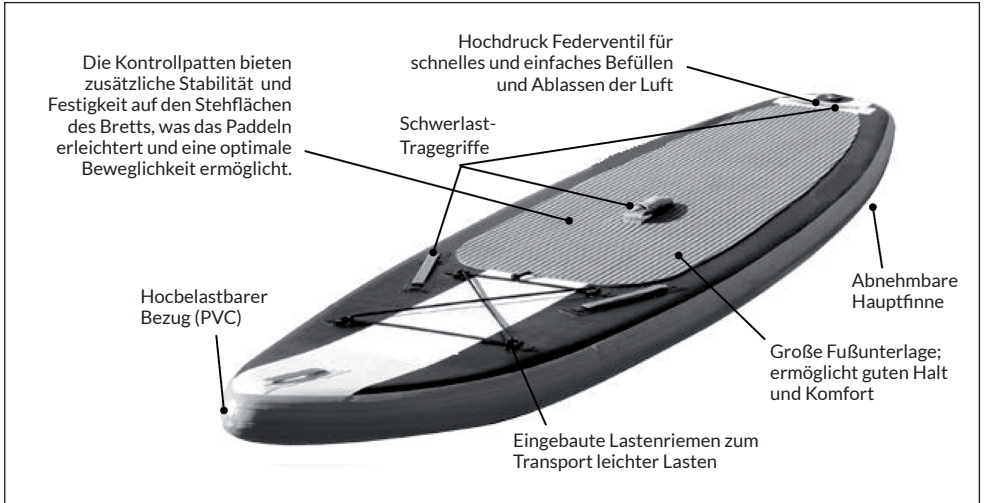 Die Kontrollpatten bieten
zusätzliche Stabilität und
Festigkeit auf den Stehflächen
des Bretts, was das Paddeln
erleichtert und eine optimale
Beweglichkeit ermöglicht.
Hochdruck Federventil für
schnelles und einfaches Befüllen
und Ablassen der Luft
Schwerlast-
Tragegriffe
Hocbelastbarer
Bezug (PVC)
Abnehmbare
Hauptfinne
Große Fußunterlage;
ermöglicht guten Halt
und Komfort
Eingebaute Lastenriemen zum
Transport leichter Lasten